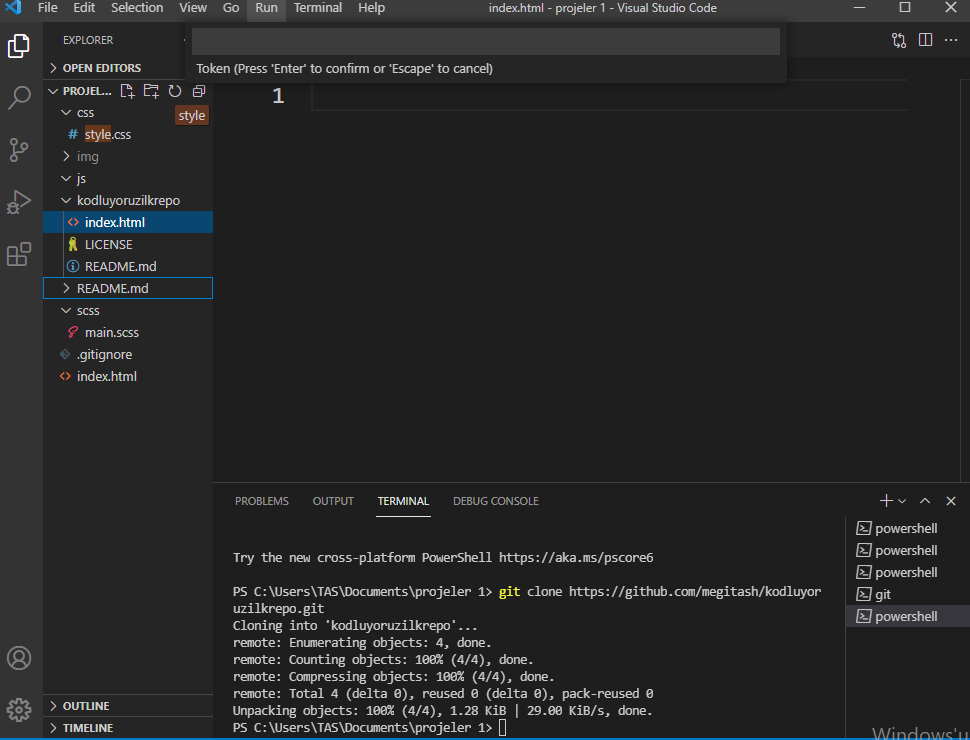 File Edit Selection View Go Run Terminal Help index.html - projeler 1 - Visual Studio Code
EXPLORER
Token (Press 'Enter' to confirm or 'Escape' to cancel)
OPEN EDITORS
PROJEL...
1
css
style
# style.css
img
js
kodluyoruzilkrepo
index.html
LICENSE
README.md
README.md
scss
main.scss
.gitignore
index.html
OUTLINE
TIMELINE
PROBLEMS OUTPUT TERMINAL DEBUG CONSOLE
Try the new cross-platform PowerShell https://aka.ms/pscore6
PS C:\Users\TAS\Documents\projeler 1> git clone https://github.com/megitash/kodluyor
uzilkrepo.git
Cloning into 'kodluyoruzilkrepo'...
remote: Enumerating objects: 4, done.
remote: Counting objects: 100% (4/4), done.
remote: Compressing objects: 100% (4/4), done.
remote: Total 4 (delta 0), reused 0 (delta 0), pack-reused 0
Unpacking objects: 100% (4/4), 1.28 KiB | 29.00 KiB/s, done.
PS C:\Users\TAS\Documents\projeler 1>
powershell
powershell
powershell
git
powershell
Windows'u